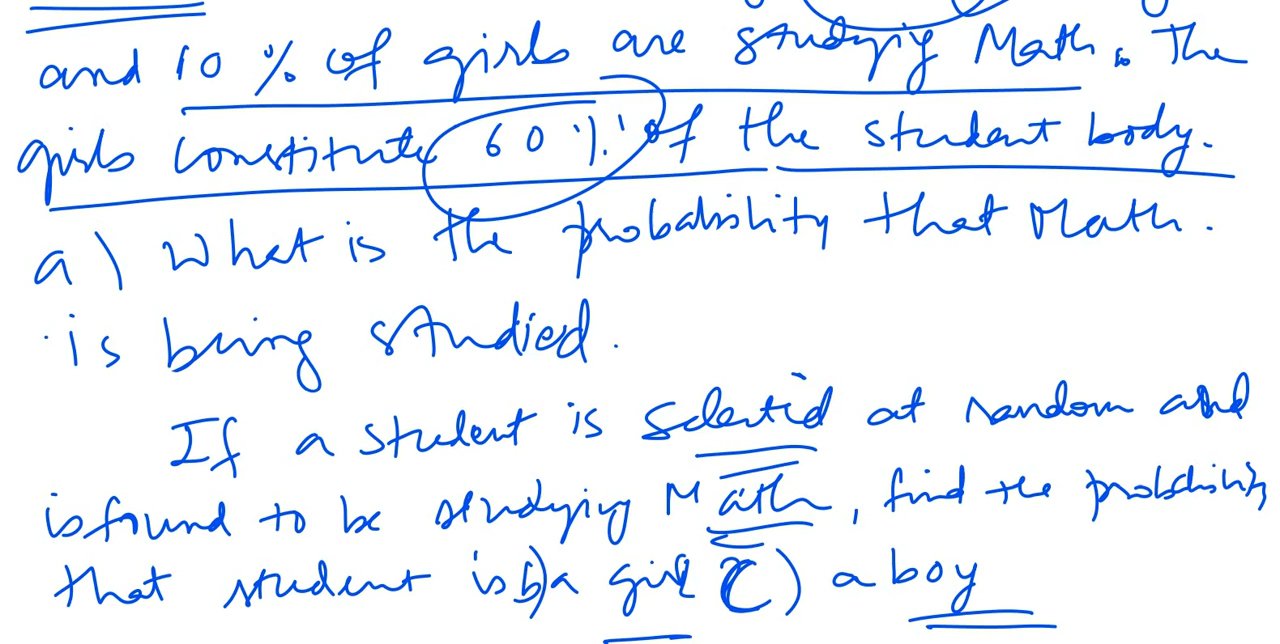 and 10 % of girls are studying Math. The
girls constitute 60 % of the student body.
a) What is the probability that Math.
is being studied.
If a student is selected at random and
is found to be studying Math, find the probability
that student is b) a girl c) a boy